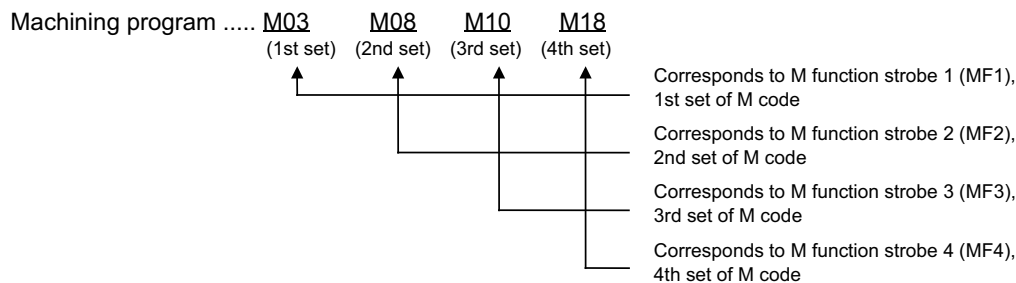 Machining program ..... M03 M08 M10 M18
(1st set) (2nd set) (3rd set) (4th set)
Corresponds to M function strobe 1 (MF1),
1st set of M code
Corresponds to M function strobe 2 (MF2),
2nd set of M code
Corresponds to M function strobe 3 (MF3),
3rd set of M code
Corresponds to M function strobe 4 (MF4),
4th set of M code